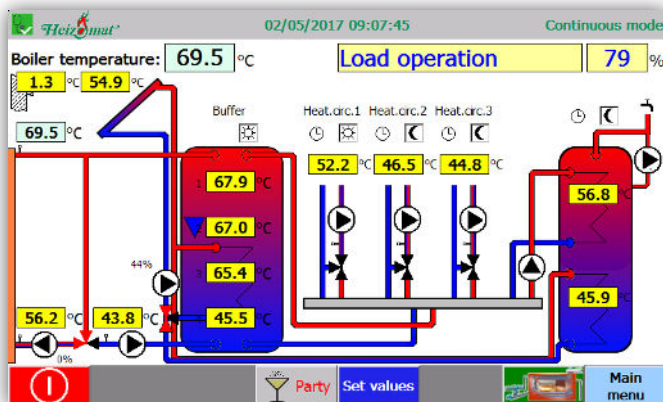 Heizomat 02/05/2017 09:07:45 Continuous mode
Boiler temperature: 69.5 °C Load operation 79 %
1.3 °C 54.9 °C
Buffer Heat.circ.1 Heat.circ.2 Heat.circ.3
69.5 °C
52.2 °C 46.5 °C 44.8 °C
1 67.9 °C
56.8 °C
67.0 °C
44%
3 65.4 °C
45.9 °C
56.2 °C 43.8 °C 45.5 °C
0%
Party Set values Main
menu